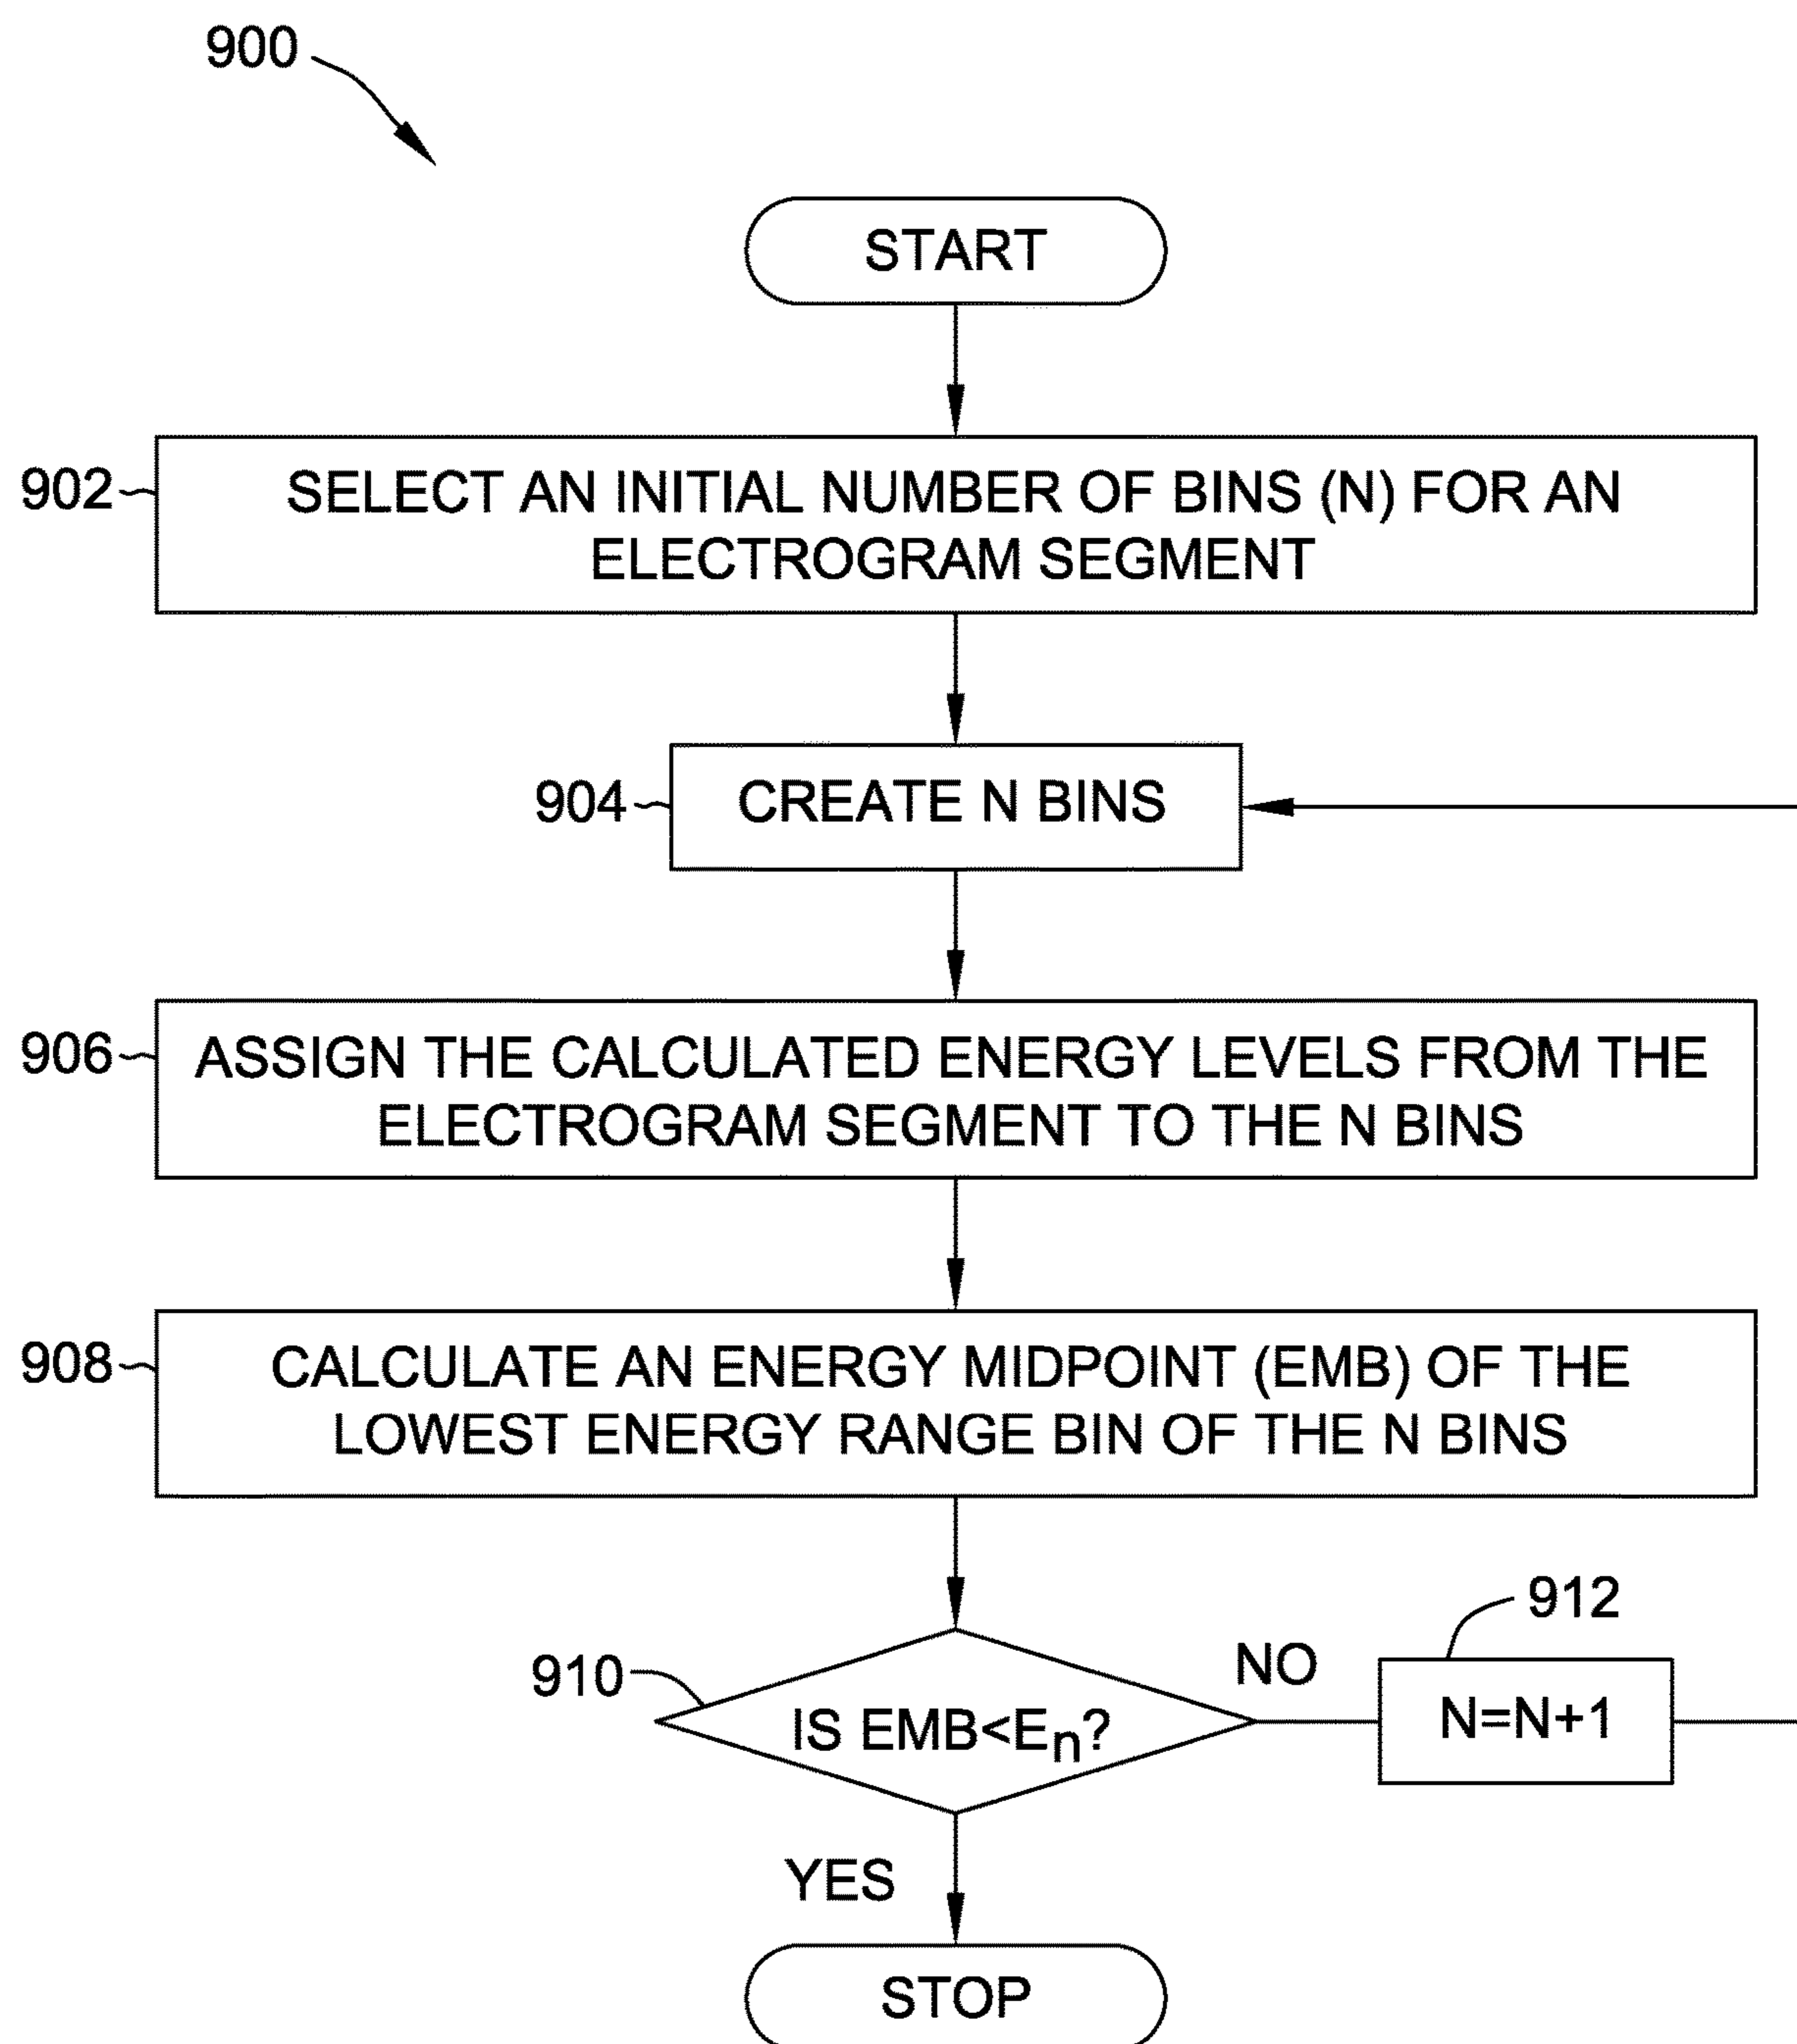 900
START
902
SELECT AN INITIAL NUMBER OF BINS (N) FOR AN
ELECTROGRAM SEGMENT
904
CREATE N BINS
906
ASSIGN THE CALCULATED ENERGY LEVELS FROM THE
ELECTROGRAM SEGMENT TO THE N BINS
908
CALCULATE AN ENERGY MIDPOINT (EMB) OF THE
LOWEST ENERGY RANGE BIN OF THE N BINS
910
IS EMB<En?
NO
912
N=N+1
YES
STOP